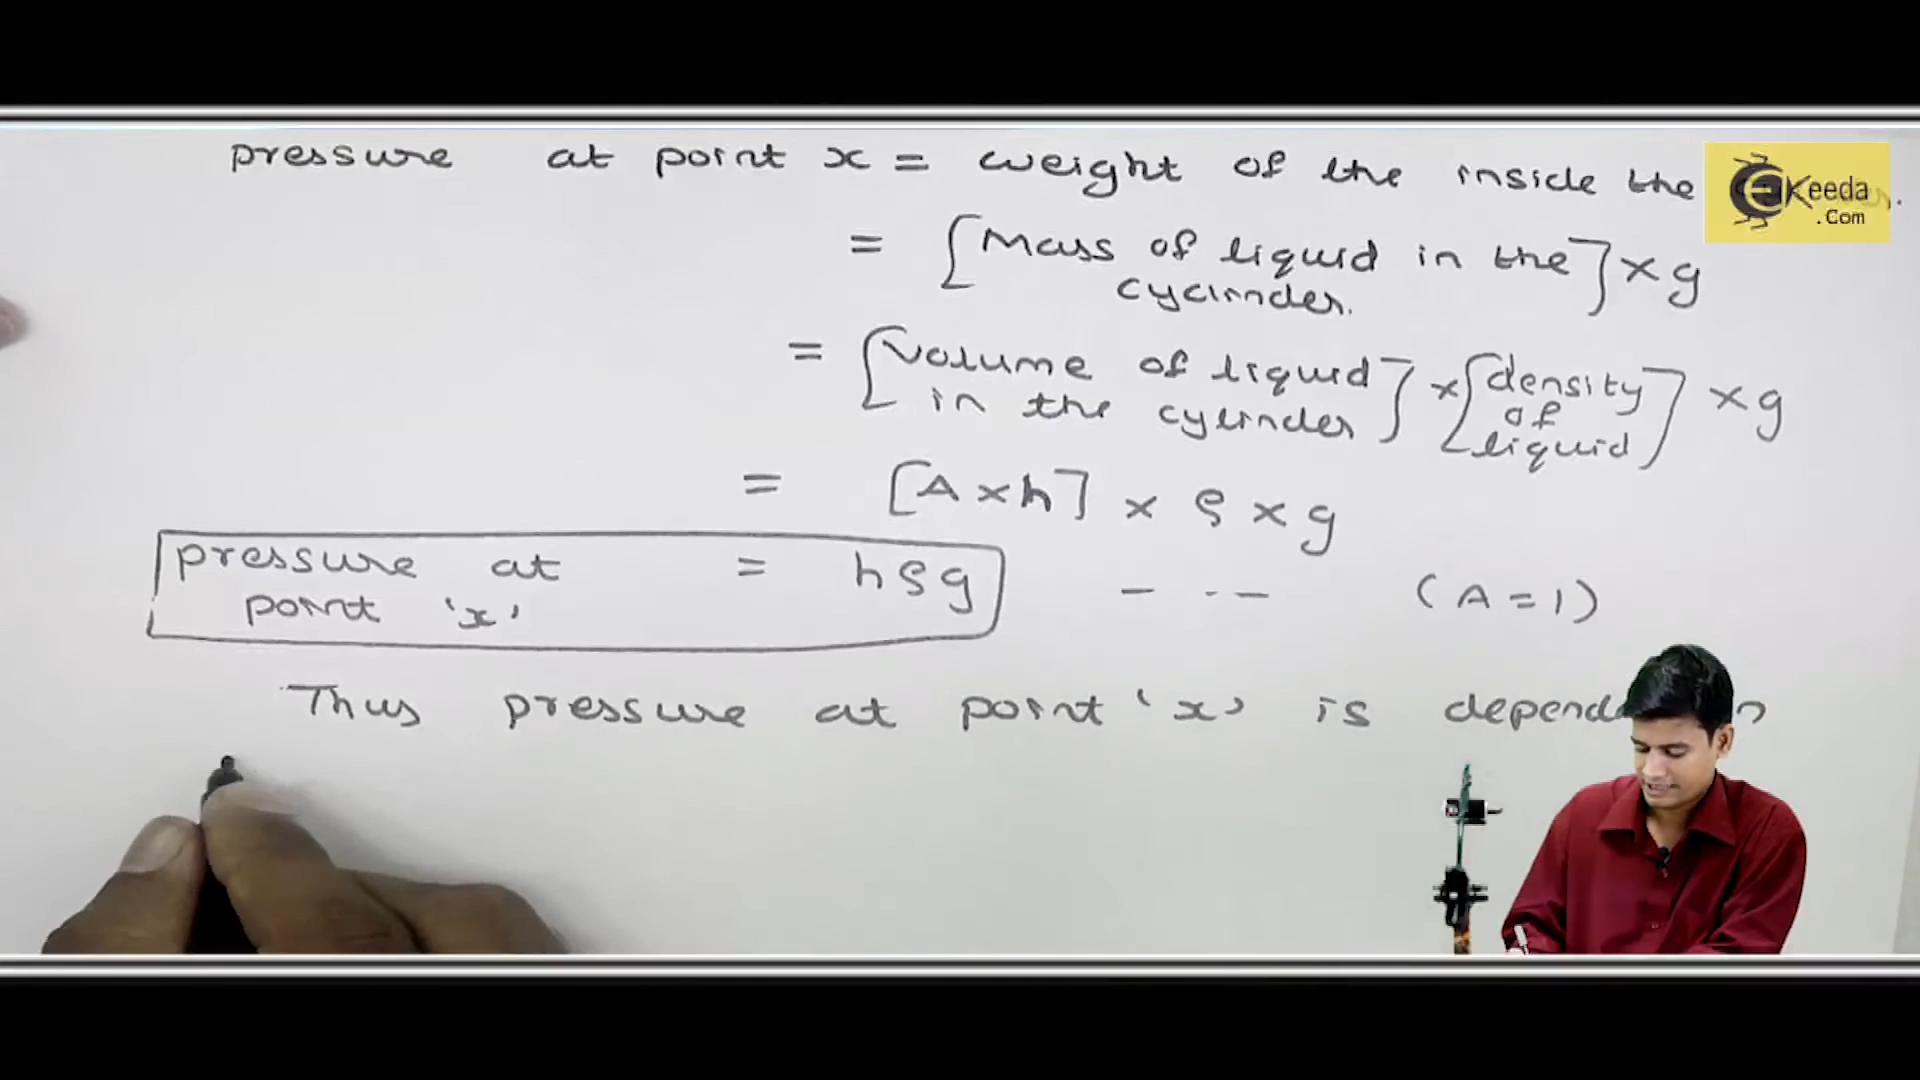 pressure at point x = weight of the inside the
= [Mass of liquid in the cylinder.] × g
= [volume of liquid in the cylinder] × [density of liquid] × g
= [A × h] × ρ × g
pressure at point 'x' = hρg - - - - (A = 1)
Thus pressure at point 'x' is
eKeeda
.Com